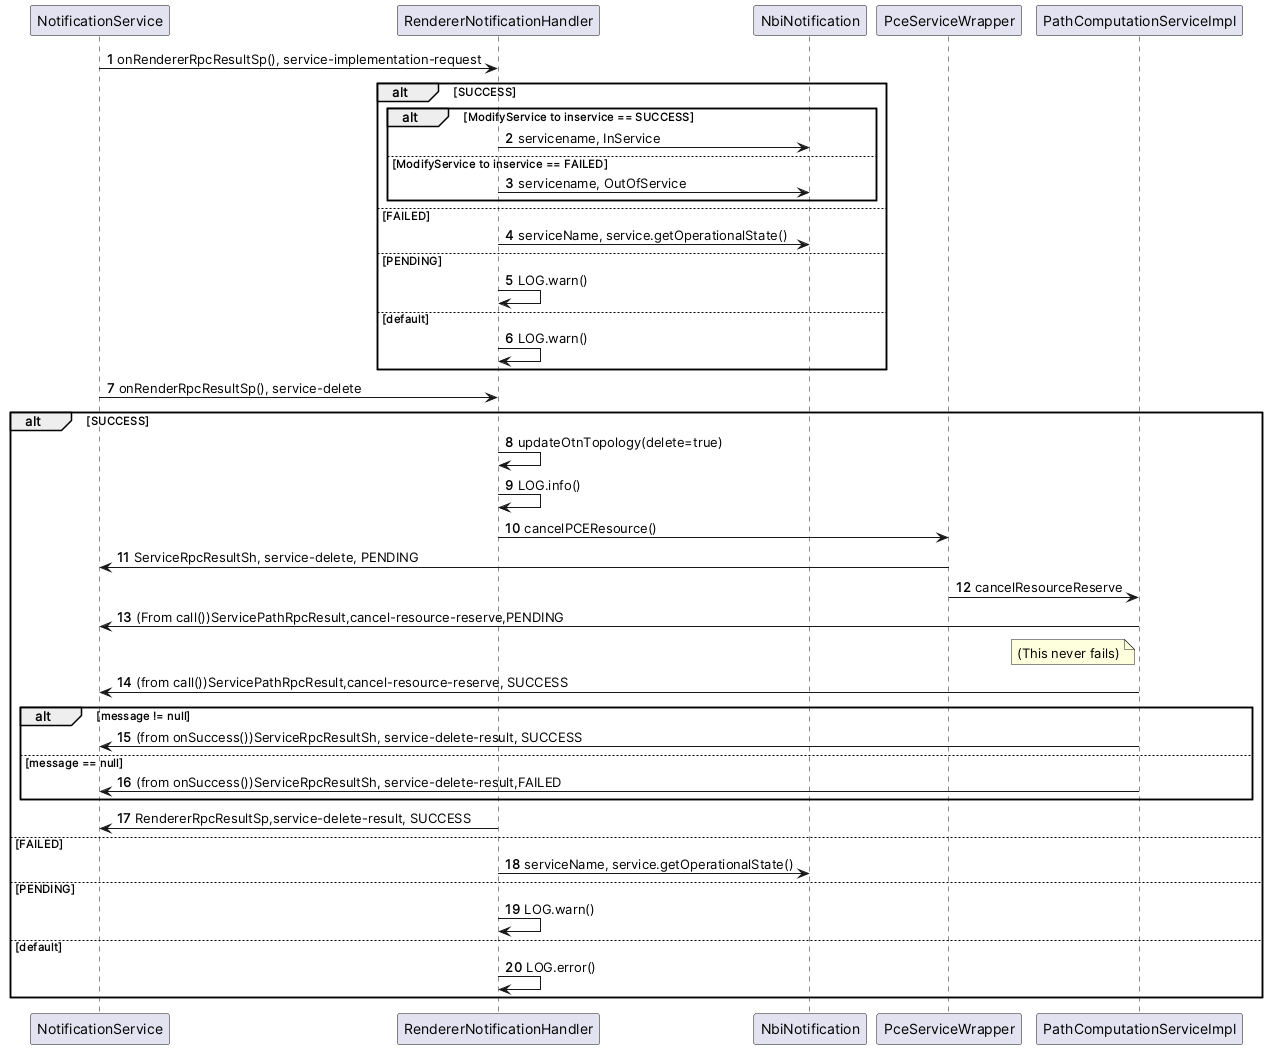 NotificationService RendererNotificationHandler NbiNotification PceServiceWrapper PathComputationServiceImpl
1 onRendererRpcResultSp(), service-implementation-request
alt [SUCCESS]
alt [ModifyService to inservice == SUCCESS]
2 servicename, InService
[ModifyService to inservice == FAILED]
3 servicename, OutOfService
[FAILED]
4 serviceName, service.getOperationalState()
[PENDING]
5 LOG.warn()
[default]
6 LOG.warn()
7 onRenderRpcResultSp(), service-delete
alt [SUCCESS]
8 updateOtnTopology(delete=true)
9 LOG.info()
10 cancelPCEResource()
11 ServiceRpcResultSh, service-delete, PENDING
12 cancelResourceReserve
13 (From call())ServicePathRpcResult,cancel-resource-reserve,PENDING
(This never fails)
14 (from call())ServicePathRpcResult,cancel-resource-reserve, SUCCESS
alt [message != null]
15 (from onSuccess())ServiceRpcResultSh, service-delete-result, SUCCESS
[message == null]
16 (from onSuccess())ServiceRpcResultSh, service-delete-result,FAILED
17 RendererRpcResultSp,service-delete-result, SUCCESS
[FAILED]
18 serviceName, service.getOperationalState()
[PENDING]
19 LOG.warn()
[default]
20 LOG.error()
NotificationService RendererNotificationHandler NbiNotification PceServiceWrapper PathComputationServiceImpl